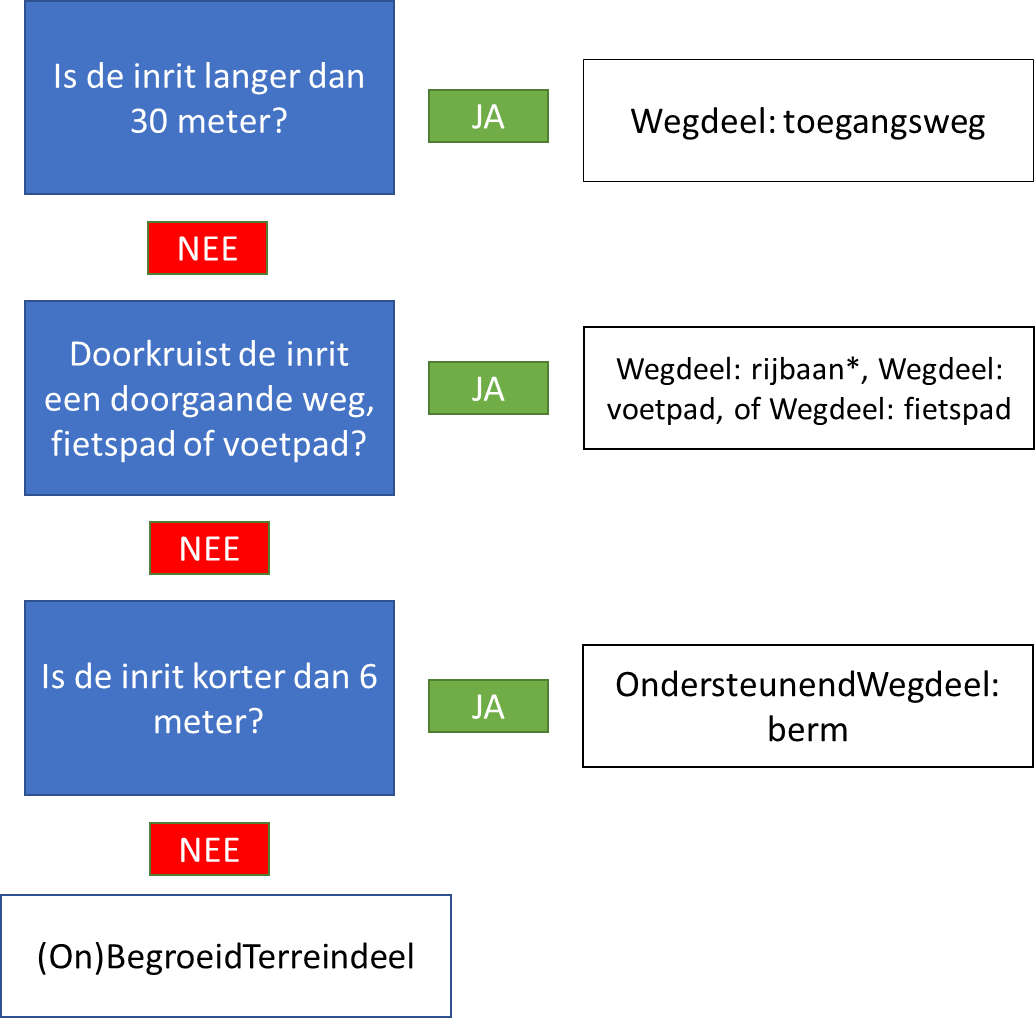 Is de inrit langer dan
30 meter?
JA
Wegdeel: toegangsweg
NEE
Doorkruist de inrit
een doorgaande weg,
fietspad of voetpad?
JA
Wegdeel: rijbaan*, Wegdeel:
voetpad, of Wegdeel: fietspad
NEE
Is de inrit korter dan 6
meter?
JA
OndersteunendWegdeel:
berm
NEE
(On)BegroeidTerreindeel